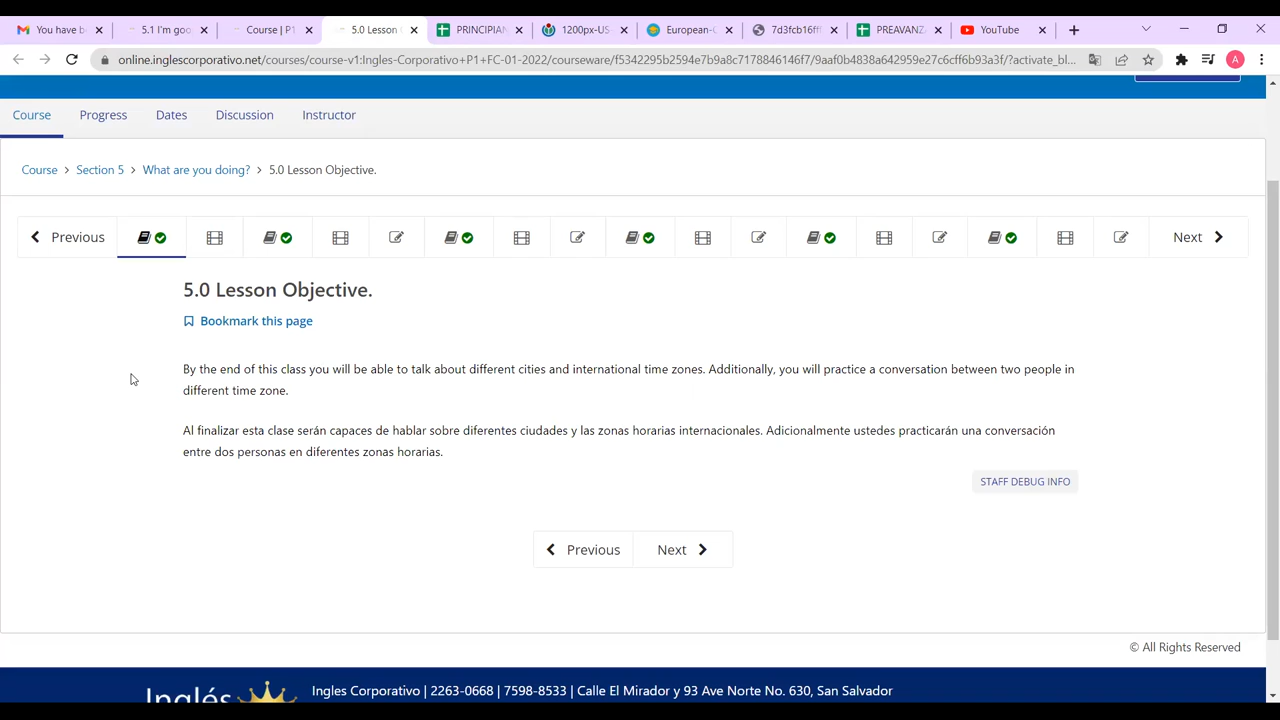 You have b
5.1 I'm goo
Course | P1
5.0 Lesson
PRINCIPIAN
1200px-US
European-
7d3fcb16fff
PREAVANZ
YouTube
online.inglescorporativo.net/courses/course-v1:Ingles-Corporativo+P1+FC-01-2022/courseware/f5342295b2594e7b9a8c7178846146f7/9aaf0b4838a642959e27c6cff6b93a3f/?activate_bl...
A
Course
Progress
Dates
Discussion
Instructor
Course > Section 5 > What are you doing? > 5.0 Lesson Objective.
Previous
Next
5.0 Lesson Objective.
Bookmark this page
By the end of this class you will be able to talk about different cities and international time zones. Additionally, you will practice a conversation between two people in
different time zone.
Al finalizar esta clase serán capaces de hablar sobre diferentes ciudades y las zonas horarias internacionales. Adicionalmente ustedes practicarán una conversación
entre dos personas en diferentes zonas horarias.
STAFF DEBUG INFO
Previous
Next
© All Rights Reserved
Inglés
Ingles Corporativo | 2263-0668 | 7598-8533 | Calle El Mirador y 93 Ave Norte No. 630, San Salvador